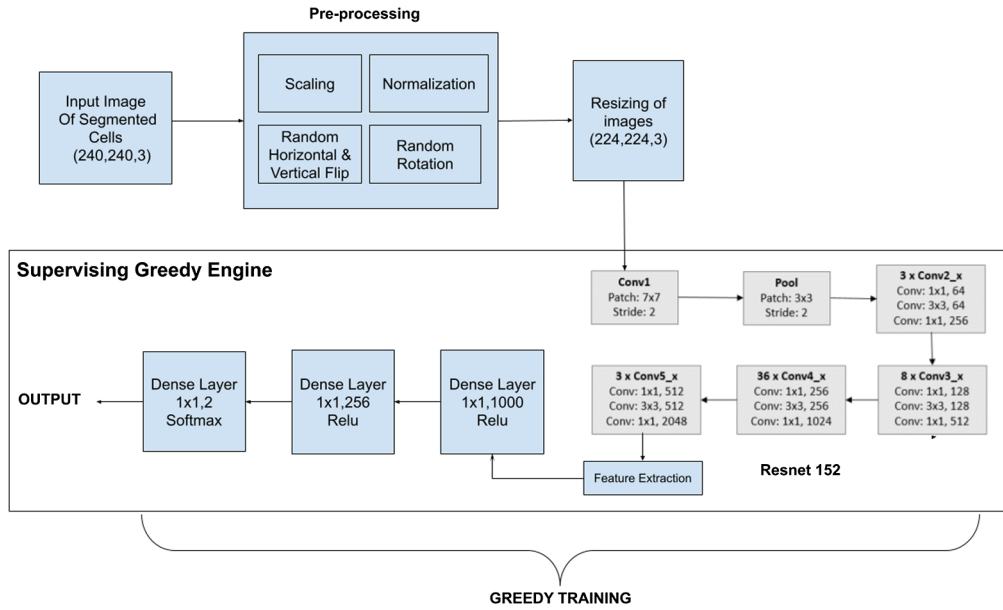 Pre-processing
Input Image
Of Segmented
Cells
(240,240,3)
Scaling
Normalization
Random
Horizontal &
Vertical Flip
Random
Rotation
Resizing of
images
(224,224,3)
Supervising Greedy Engine
Conv1
Patch: 7x7
Stride: 2
Pool
Patch: 3x3
Stride: 2
3 x Conv2_x
Conv: 1x1, 64
Conv: 3x3, 64
Conv: 1x1, 256
8 x Conv3_x
Conv: 1x1, 128
Conv: 3x3, 128
Conv: 1x1, 512
36 x Conv4_x
Conv: 1x1, 256
Conv: 3x3, 256
Conv: 1x1, 1024
3 x Conv5_x
Conv: 1x1, 512
Conv: 3x3, 512
Conv: 1x1, 2048
Resnet 152
Feature Extraction
Dense Layer
1x1,1000
Relu
Dense Layer
1x1,256
Relu
Dense Layer
1x1,2
Softmax
OUTPUT
GREEDY TRAINING